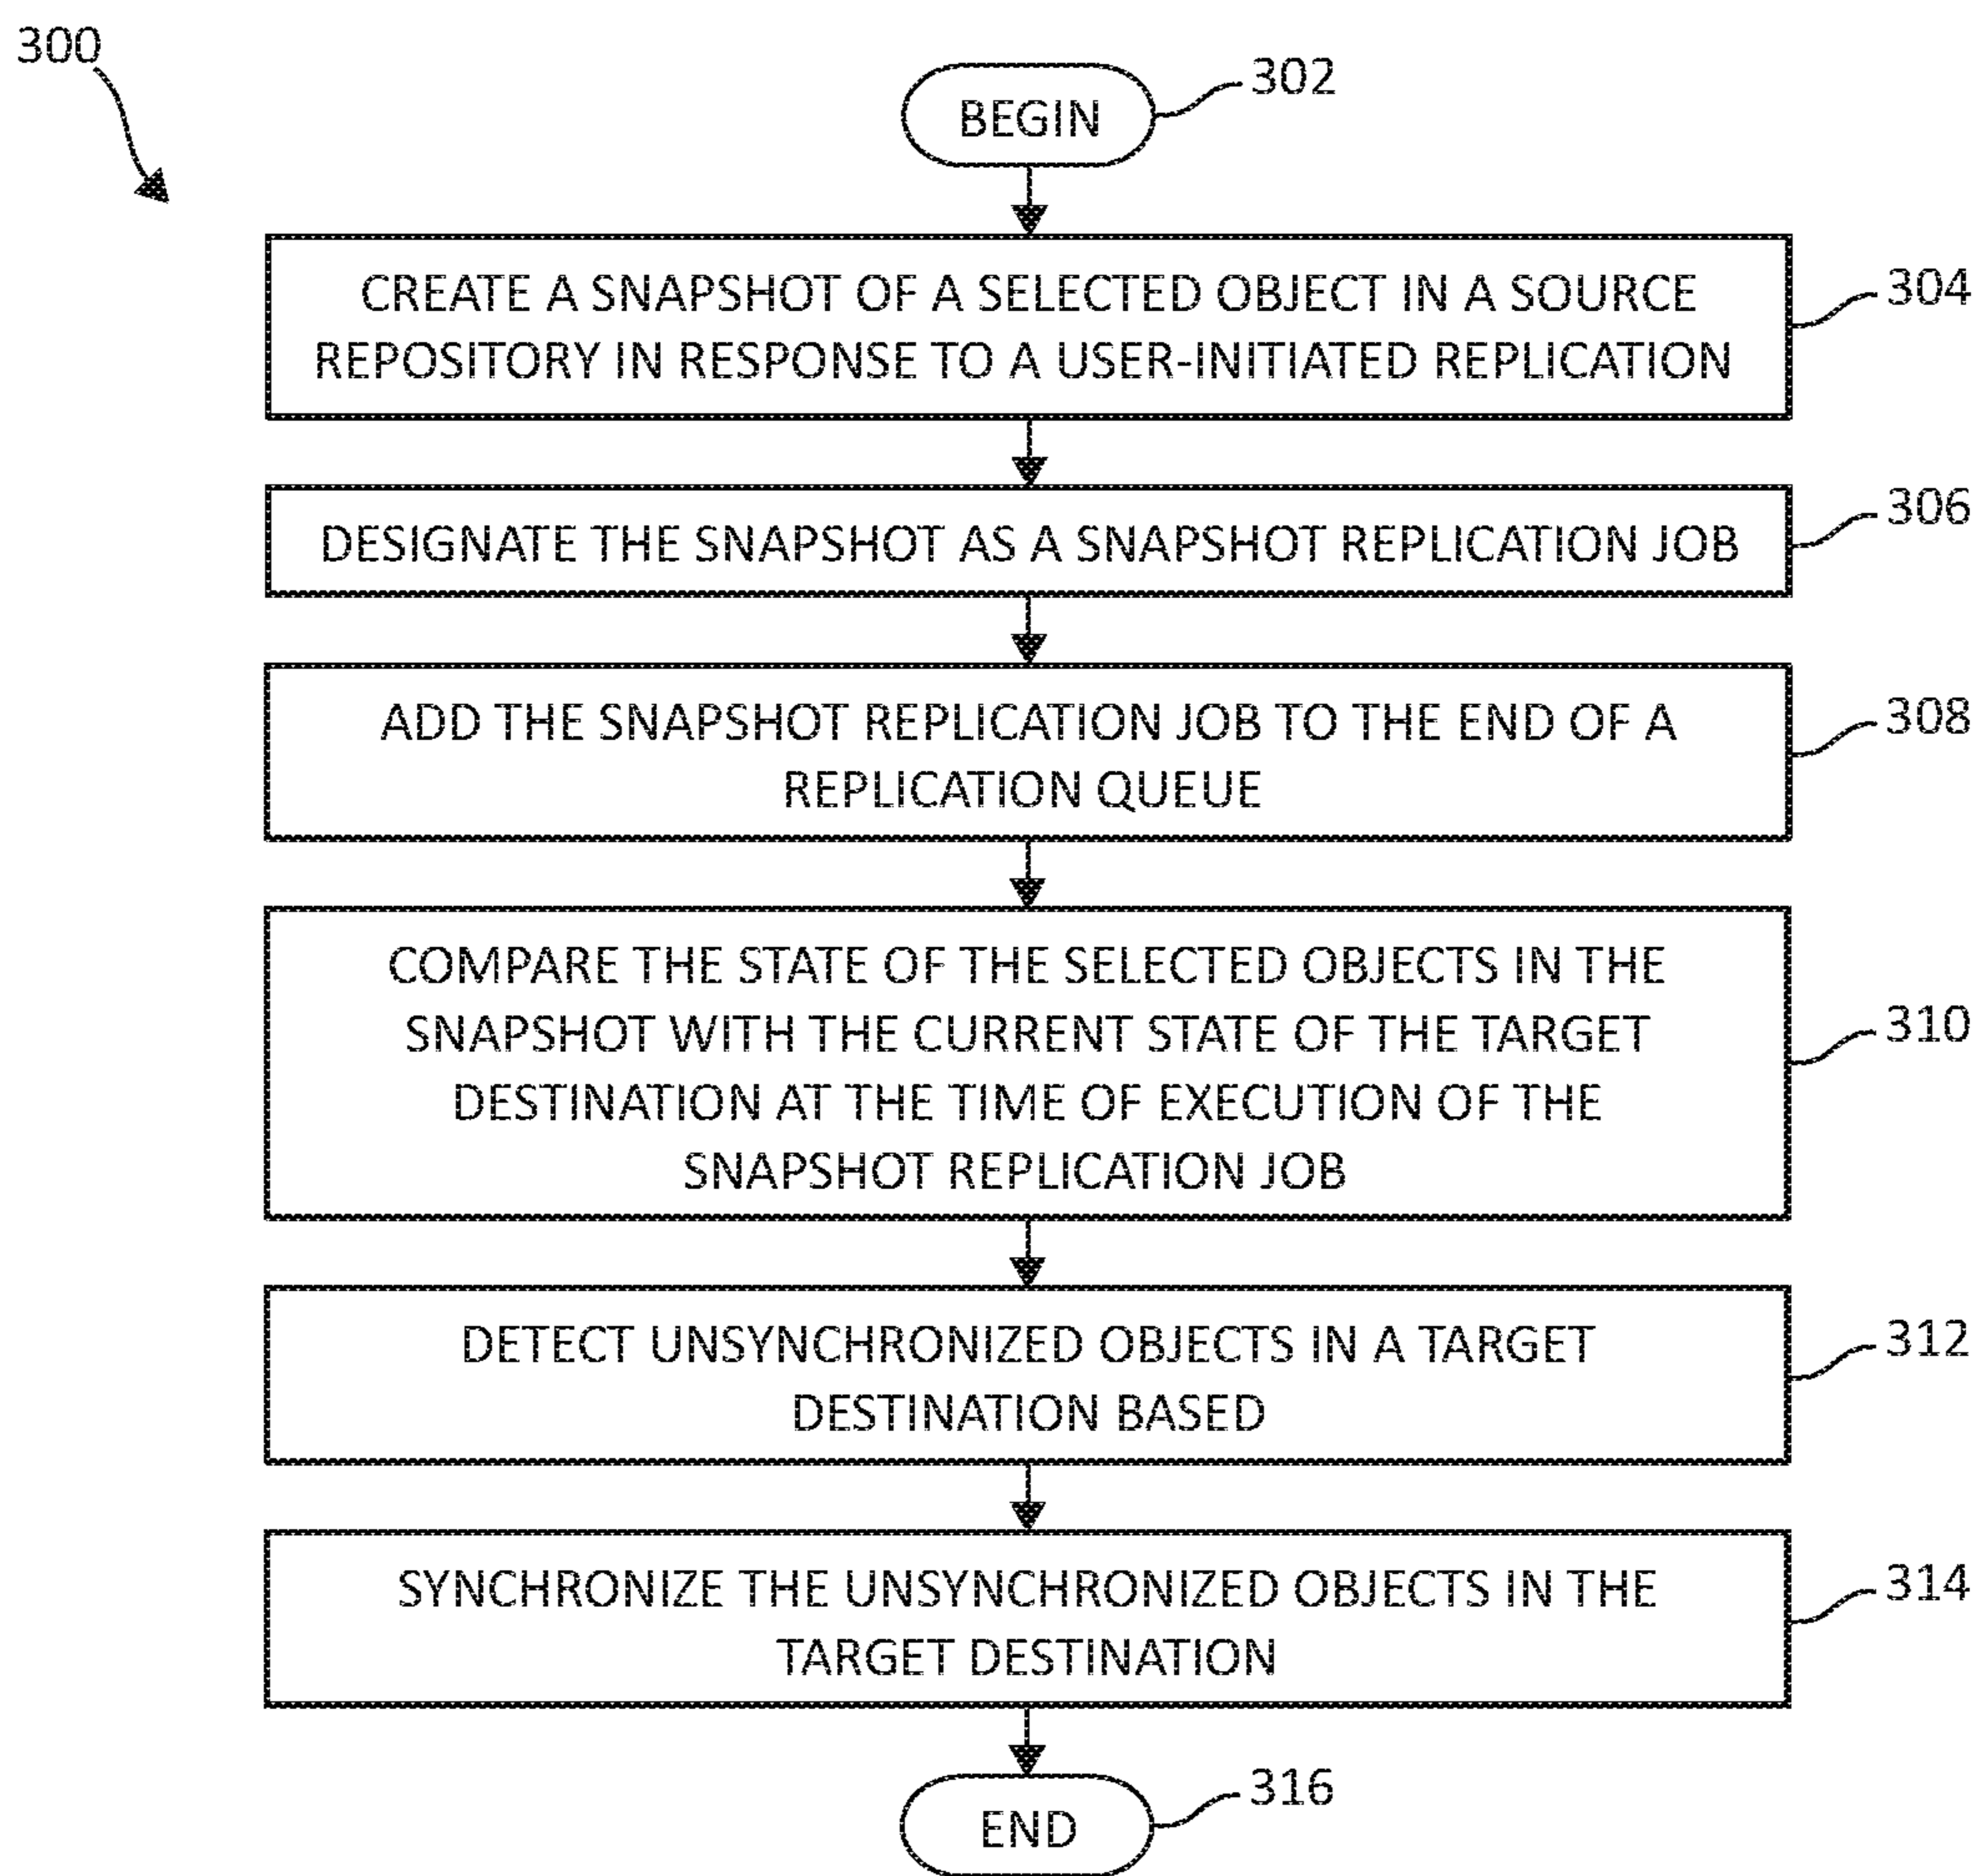 300
BEGIN
302
CREATE A SNAPSHOT OF A SELECTED OBJECT IN A SOURCE
REPOSITORY IN RESPONSE TO A USER-INITIATED REPLICATION
304
DESIGNATE THE SNAPSHOT AS A SNAPSHOT REPLICATION JOB
306
ADD THE SNAPSHOT REPLICATION JOB TO THE END OF A
REPLICATION QUEUE
308
COMPARE THE STATE OF THE SELECTED OBJECTS IN THE
SNAPSHOT WITH THE CURRENT STATE OF THE TARGET
DESTINATION AT THE TIME OF EXECUTION OF THE
SNAPSHOT REPLICATION JOB
310
DETECT UNSYNCHRONIZED OBJECTS IN A TARGET
DESTINATION BASED
312
SYNCHRONIZE THE UNSYNCHRONIZED OBJECTS IN THE
TARGET DESTINATION
314
END
316